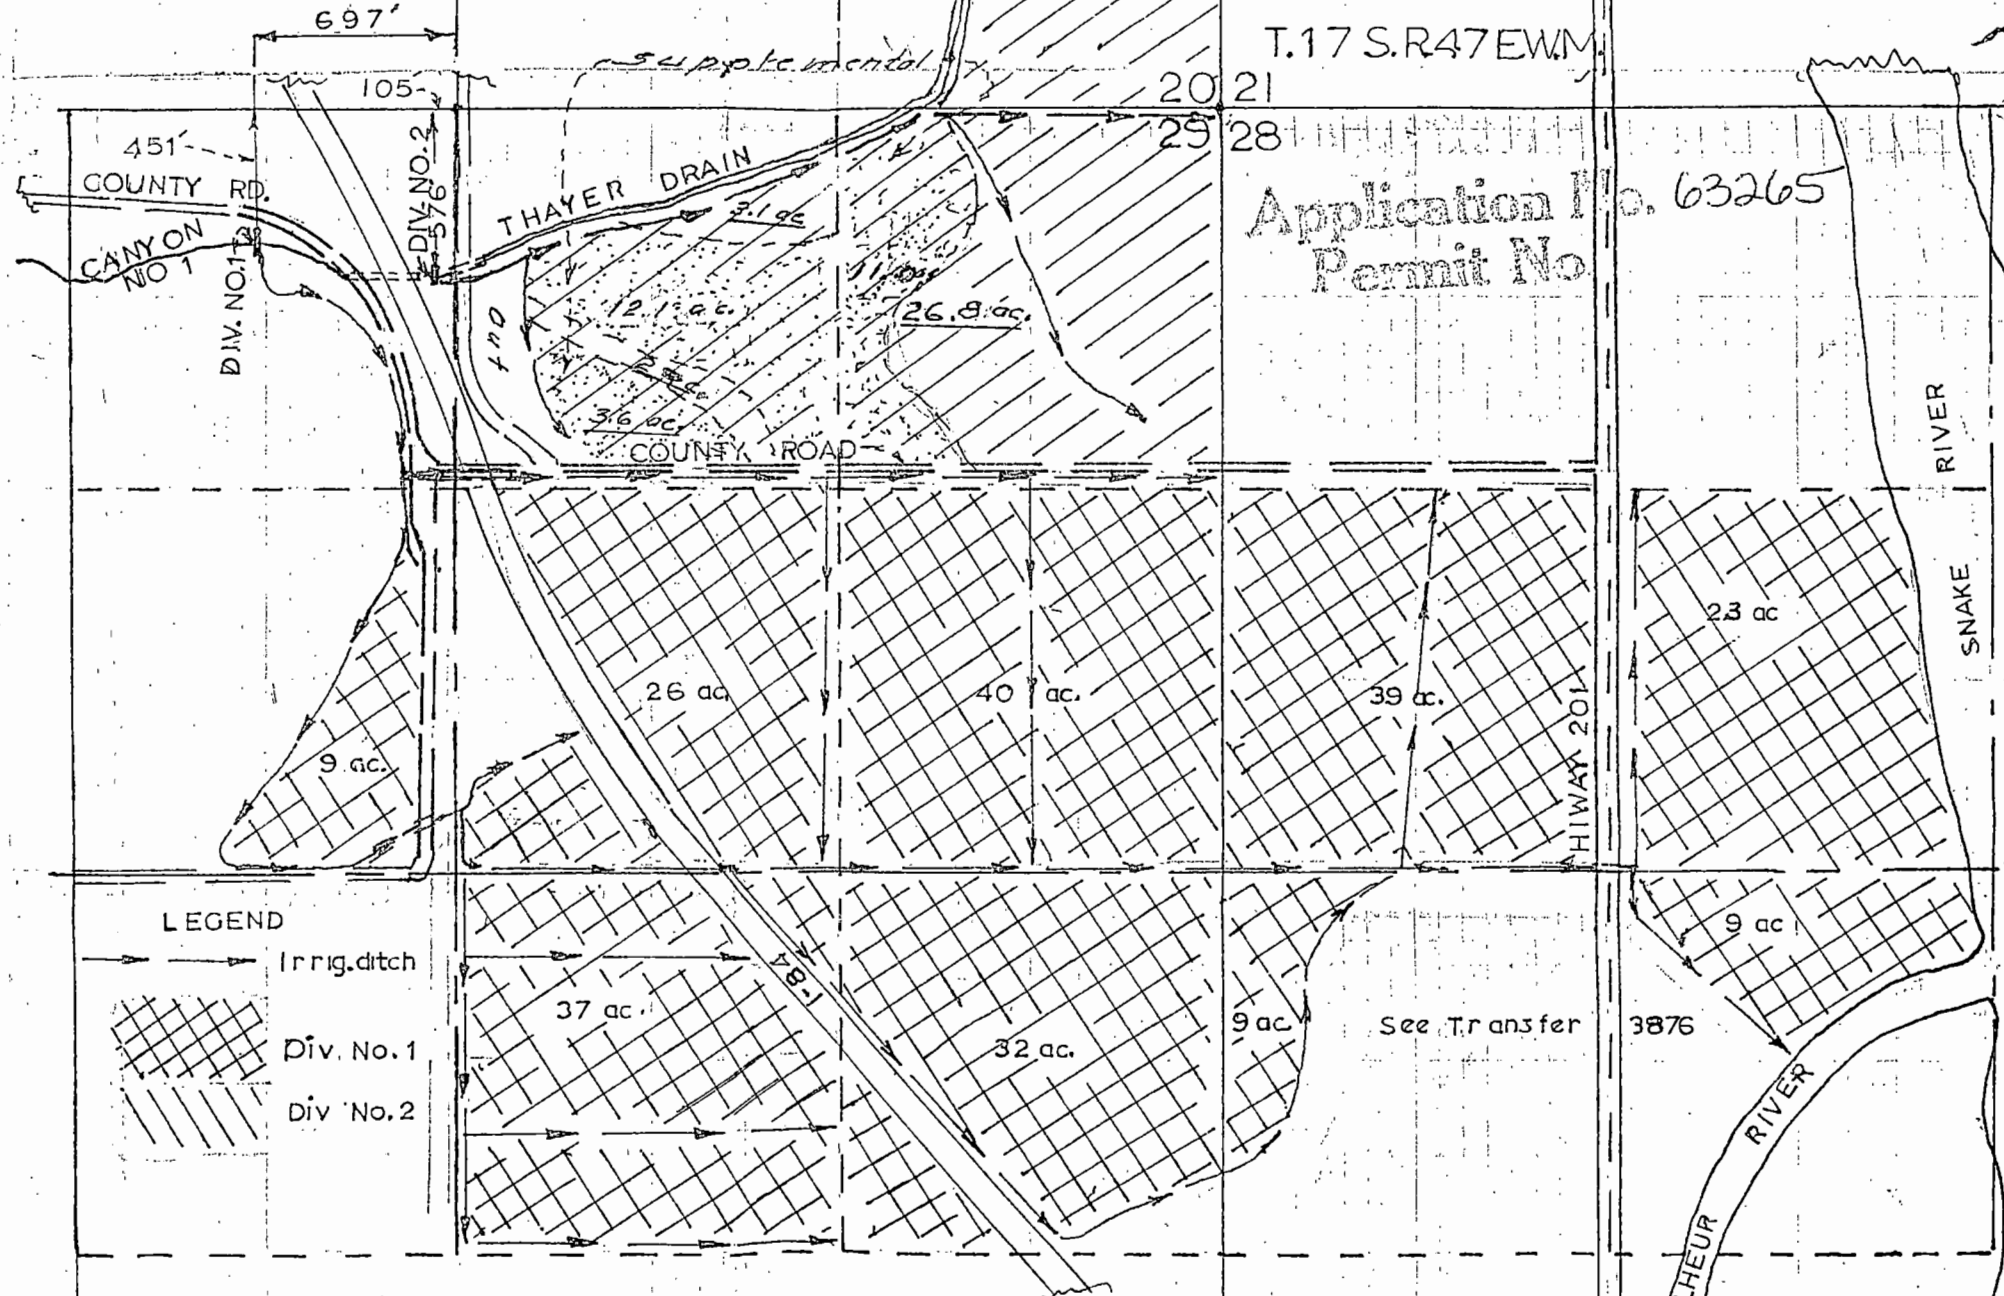 697'
T.17 S.R47 E.W.M.
supplemental
105
20 21
29 28
451'
DIV. NO. 2
576'
COUNTY RD.
THAYER DRAIN
3.1 ac
Application No. 63265
Permit No.
CANYON
NO 1
DIV. NO. 1
out
12.1 ac.
26.8 ac.
3.6 ac.
COUNTY ROAD
SNAKE RIVER
23 ac
26 ac.
40 ac.
39 ac.
HIWAY 201
9 ac.
LEGEND
Irrig. ditch
Div. No. 1
Div No. 2
9 ac
I-84
37 ac.
32 ac.
9 ac
See Transfer 3876
RIVER
HEUR